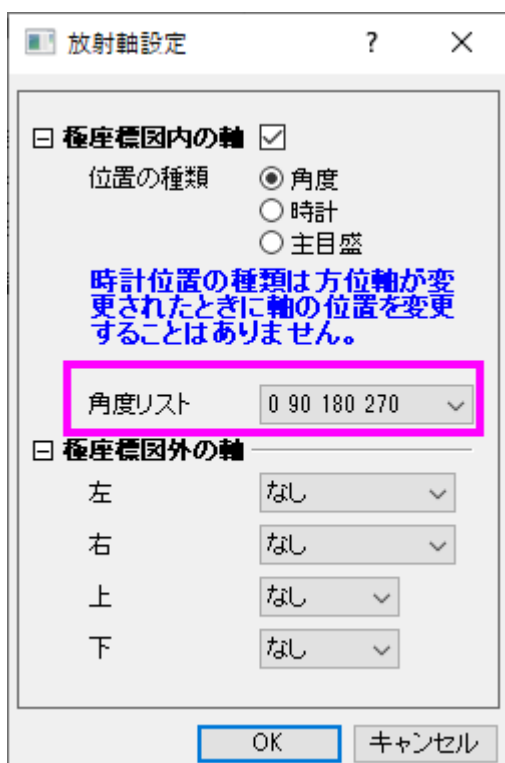 放射軸設定 ?
極座標図内の軸
位置の種類 角度
時計
主目盛
時計位置の種類は方位軸が変
更されたときに軸の位置を変更
することはありません。
角度リスト 0 90 180 270
極座標図外の軸
左 なし
右 なし
上 なし
下 なし
OK キャンセル